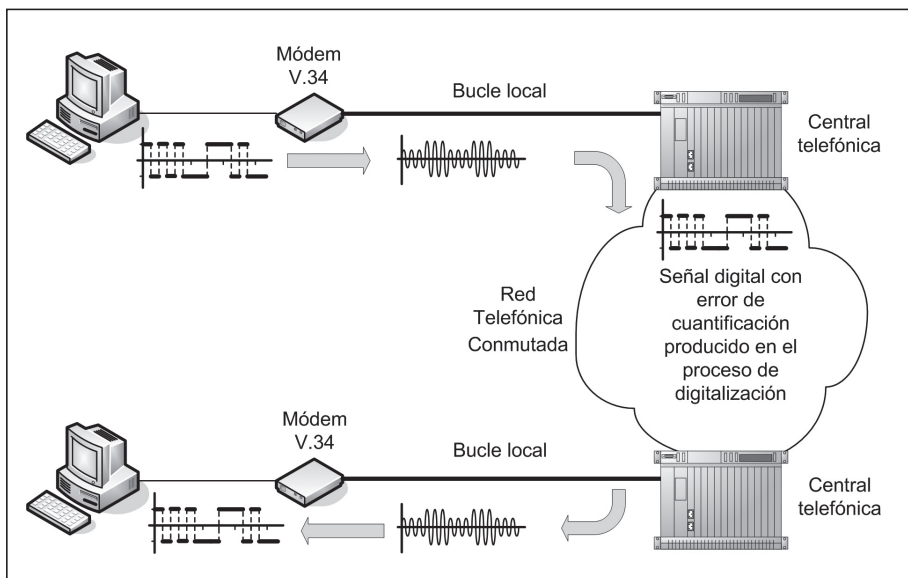 Módem
V.34
Bucle local
Central
telefónica
Red
Telefónica
Conmutada
Señal digital con
error de
cuantificación
producido en el
proceso de
digitalización
Módem
V.34
Bucle local
Central
telefónica